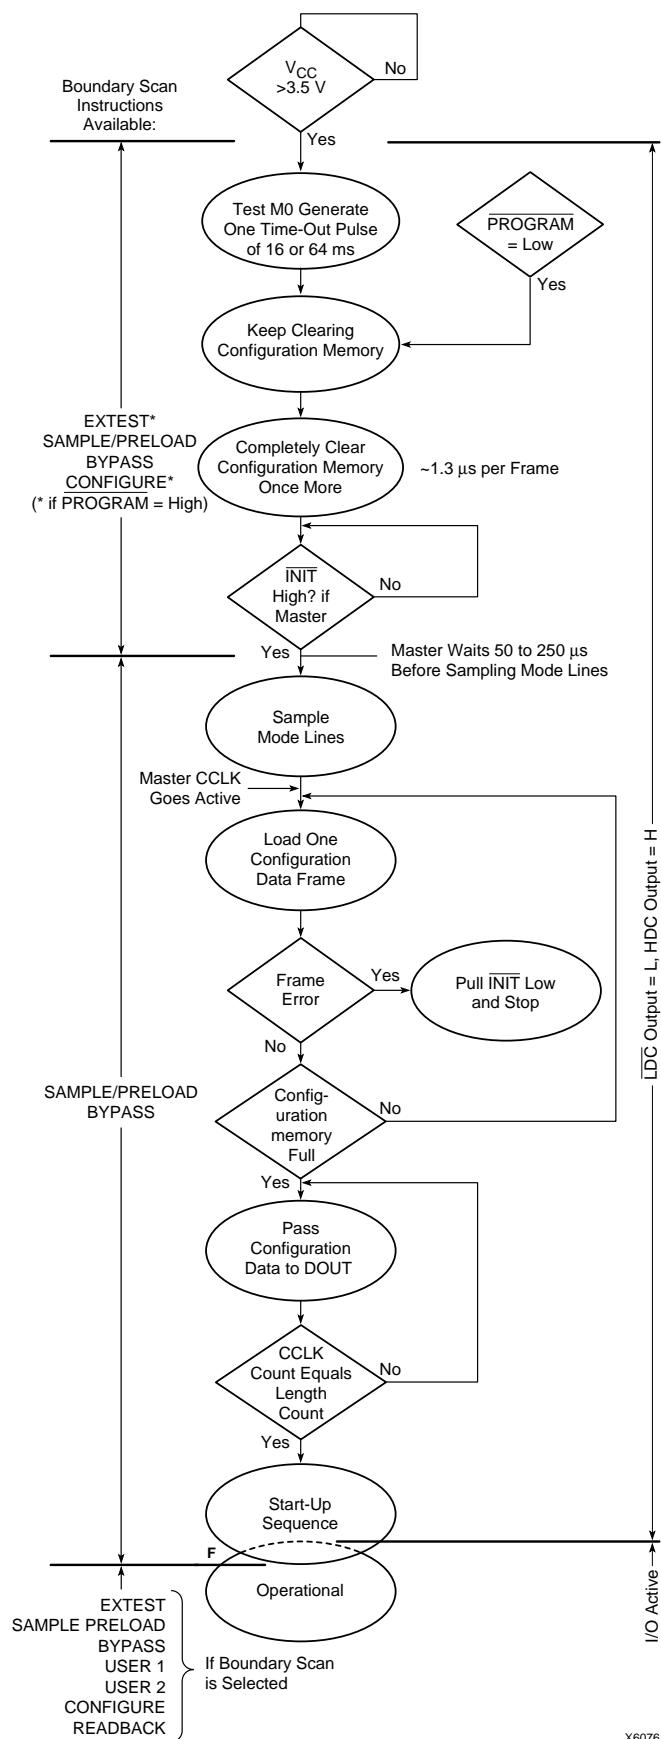 V_CC
>3.5 V
No
Boundary Scan
Instructions
Available:
Yes
Test M0 Generate
One Time-Out Pulse
of 16 or 64 ms
P̅R̅O̅G̅R̅A̅M̅
= Low
Yes
Keep Clearing
Configuration Memory
EXTEST*
SAMPLE/PRELOAD
BYPASS
CONFIGURE*
(* if P̅R̅O̅G̅R̅A̅M̅ = High)
Completely Clear
Configuration Memory
Once More
~1.3 µs per Frame
I̅N̅I̅T̅
High? if
Master
No
Yes
Master Waits 50 to 250 µs
Before Sampling Mode Lines
Sample
Mode Lines
Master CCLK
Goes Active
Load One
Configuration
Data Frame
L̅D̅C̅ Output = L, HDC Output = H
Frame
Error
Yes
Pull I̅N̅I̅T̅ Low
and Stop
No
SAMPLE/PRELOAD
BYPASS
Config-
uration
memory
Full
No
Yes
Pass
Configuration
Data to DOUT
CCLK
Count Equals
Length
Count
No
Yes
Start-Up
Sequence
F
Operational
I/O Active
EXTEST
SAMPLE PRELOAD
BYPASS
USER 1
USER 2
CONFIGURE
READBACK
If Boundary Scan
is Selected
X6076